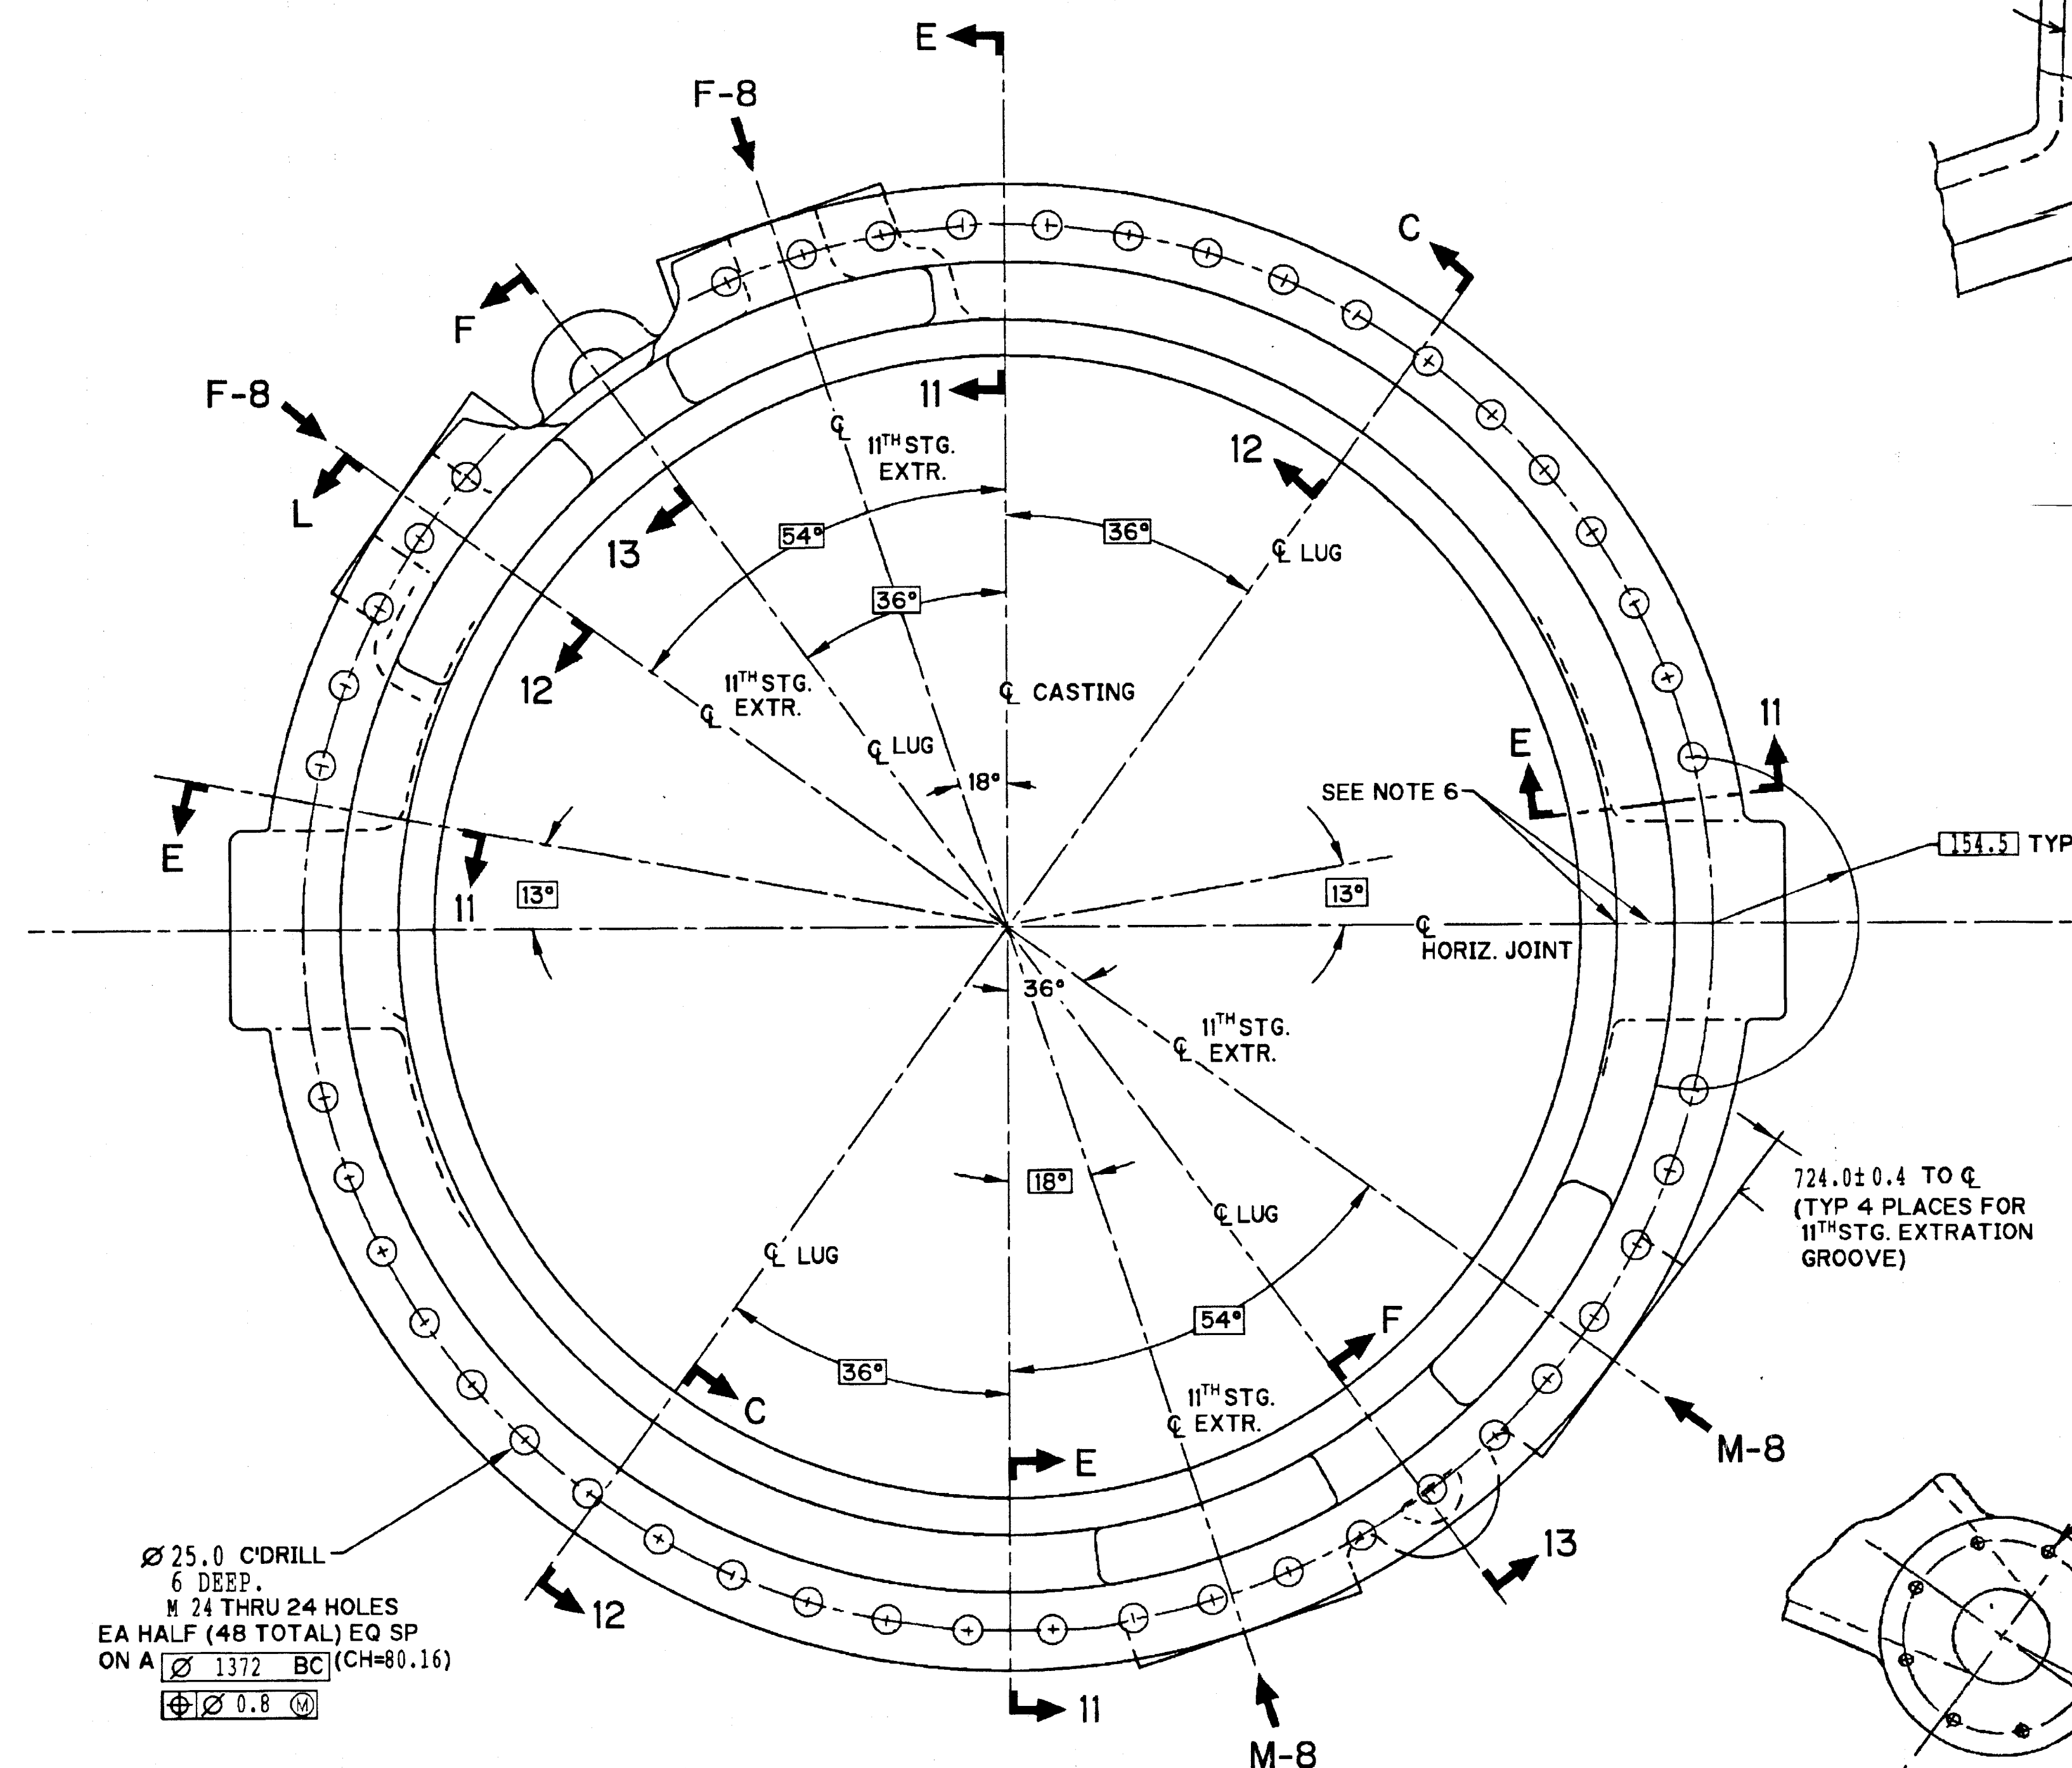 E
F-8
C
F
11
F-8
℄
11TH STG.
EXTR.
12
L
13
54°
36°
℄ LUG
36°
12
11TH STG.
℄ EXTR.
℄ CASTING
11
℄ LUG
E
18°
SEE NOTE 6
154.5 TYP
E
11
13°
13°
℄
HORIZ. JOINT
36°
11TH STG.
℄ EXTR.
18°
724.0±0.4 TO ℄
(TYP 4 PLACES FOR
11TH STG. EXTRATION
GROOVE)
℄ LUG
℄ LUG
54°
F
36°
C
11TH STG.
℄ EXTR.
M-8
E
13
Ø 25.0 C'DRILL
6 DEEP.
M 24 THRU 24 HOLES
EA HALF (48 TOTAL) EQ SP
ON A Ø 1372 BC (CH=80.16)
⌖ Ø 0.8 Ⓜ
12
11
M-8